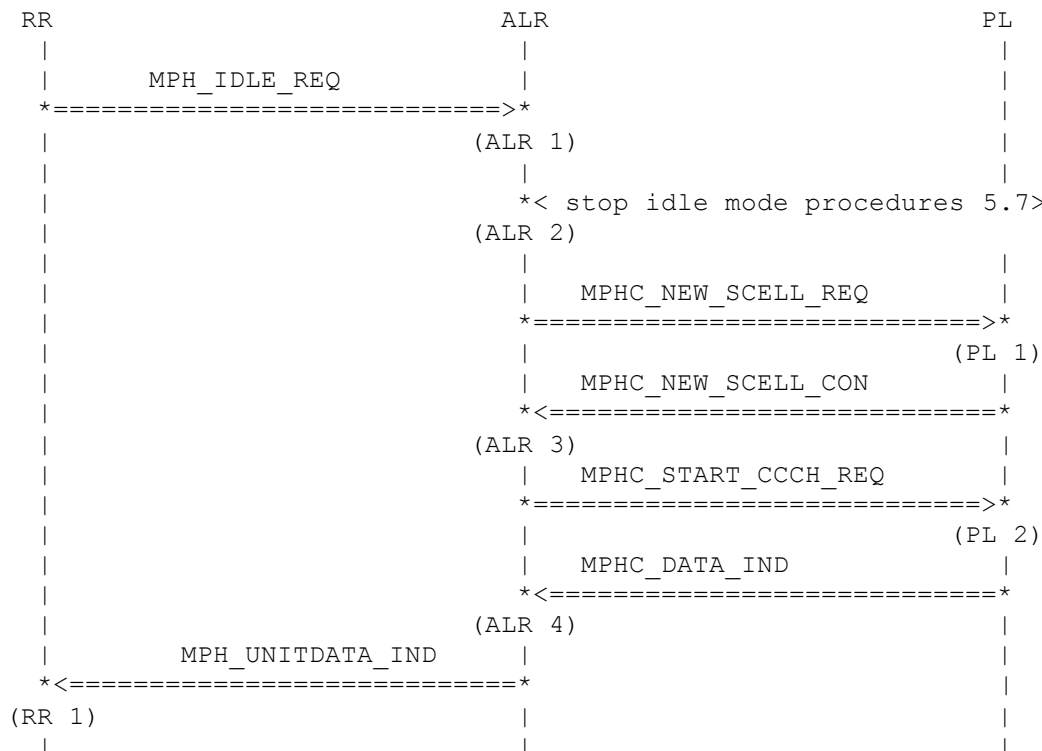 RR ALR PL
MPH_IDLE_REQ
(ALR 1)
*< stop idle mode procedures 5.7>
(ALR 2)
MPHC_NEW_SCELL_REQ
(PL 1)
MPHC_NEW_SCELL_CON
(ALR 3)
MPHC_START_CCCH_REQ
(PL 2)
MPHC_DATA_IND
(ALR 4)
MPH_UNITDATA_IND
(RR 1)